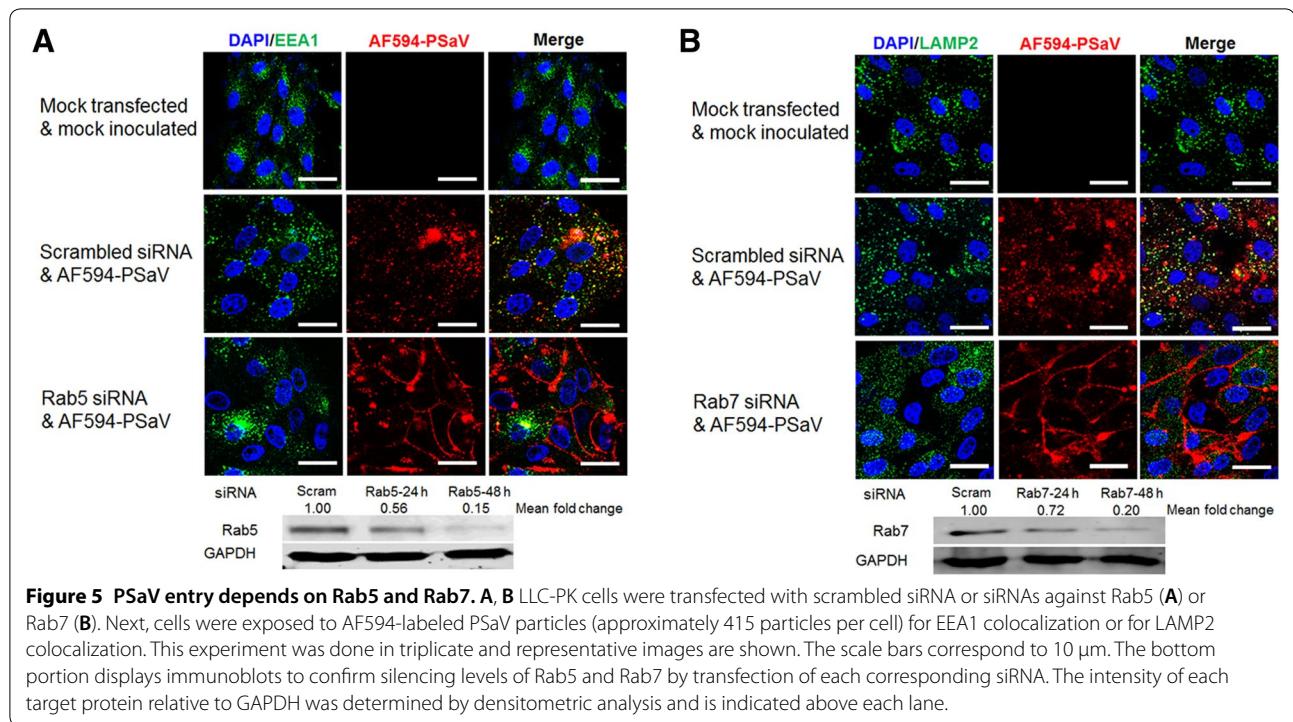 A
DAPI/EEA1 AF594-PSaV Merge
Mock transfected
& mock inoculated
Scrambled siRNA
& AF594-PSaV
Rab5 siRNA
& AF594-PSaV
siRNA Scram Rab5-24 h Rab5-48 h
1.00 0.56 0.15 Mean fold change
Rab5
GAPDH
B
DAPI/LAMP2 AF594-PSaV Merge
Mock transfected
& mock inoculated
Scrambled siRNA
& AF594-PSaV
Rab7 siRNA
& AF594-PSaV
siRNA Scram Rab7-24 h Rab7-48 h
1.00 0.72 0.20 Mean fold change
Rab7
GAPDH
Figure 5 PSaV entry depends on Rab5 and Rab7. A, B LLC-PK cells were transfected with scrambled siRNA or siRNAs against Rab5 (A) or
Rab7 (B). Next, cells were exposed to AF594-labeled PSaV particles (approximately 415 particles per cell) for EEA1 colocalization or for LAMP2
colocalization. This experiment was done in triplicate and representative images are shown. The scale bars correspond to 10 μm. The bottom
portion displays immunoblots to confirm silencing levels of Rab5 and Rab7 by transfection of each corresponding siRNA. The intensity of each
target protein relative to GAPDH was determined by densitometric analysis and is indicated above each lane.